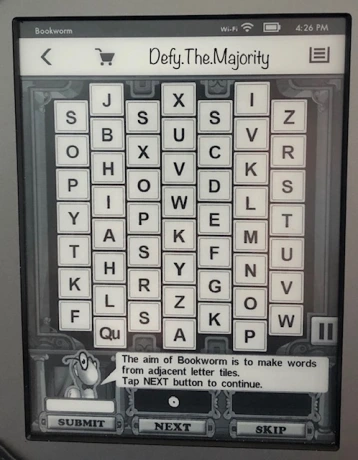 Bookworm Wi-Fi 4:26 PM
Defy.The.Majority
J X I
S S S Z
B U V
O X C R
H V K
P O D S
I W L
Y P E T
A K M
T S F U
H Y N
K R G V
L Z O
F S K W
Qu A P
The aim of Bookworm is to make words
from adjacent letter tiles.
Tap NEXT button to continue.
SUBMIT NEXT SKIP